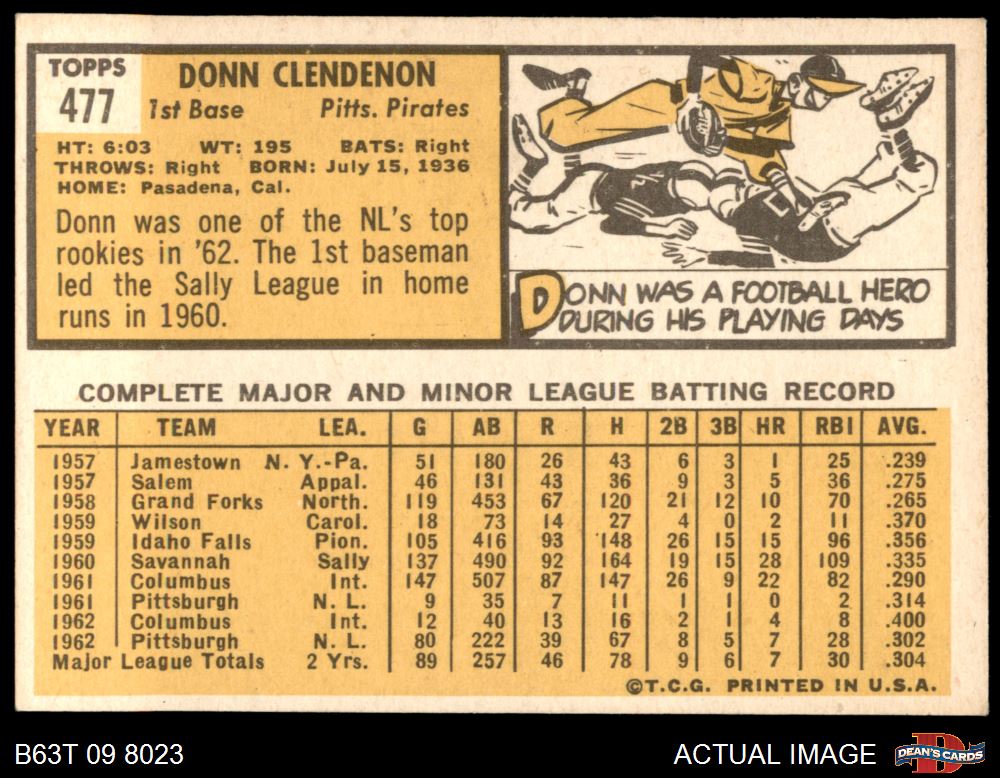 TOPPS
477
DONN CLENDENON
1st Base Pitts. Pirates
HT: 6:03 WT: 195 BATS: Right
THROWS: Right BORN: July 15, 1936
HOME: Pasadena, Cal.
Donn was one of the NL's top
rookies in '62. The 1st baseman
led the Sally League in home
runs in 1960.
DONN WAS A FOOTBALL HERO
DURING HIS PLAYING DAYS
COMPLETE MAJOR AND MINOR LEAGUE BATTING RECORD
YEAR TEAM LEA. G AB R H 2B 3B HR RBI AVG.
1957 Jamestown N. Y.-Pa. 51 180 26 43 6 3 1 25 .239
1957 Salem Appal. 46 131 43 36 9 3 5 36 .275
1958 Grand Forks North. 119 453 67 120 21 12 10 70 .265
1959 Wilson Carol. 18 73 14 27 4 0 2 11 .370
1959 Idaho Falls Pion. 105 416 93 148 26 15 15 96 .356
1960 Savannah Sally 137 490 92 164 19 15 28 109 .335
1961 Columbus Int. 147 507 87 147 26 9 22 82 .290
1961 Pittsburgh N. L. 9 35 7 11 1 1 0 2 .314
1962 Columbus Int. 12 40 13 16 2 1 4 8 .400
1962 Pittsburgh N. L. 80 222 39 67 8 5 7 28 .302
Major League Totals 2 Yrs. 89 257 46 78 9 6 7 30 .304
©T.C.G. PRINTED IN U.S.A.
B63T 09 8023 ACTUAL IMAGE DEAN'S CARDS